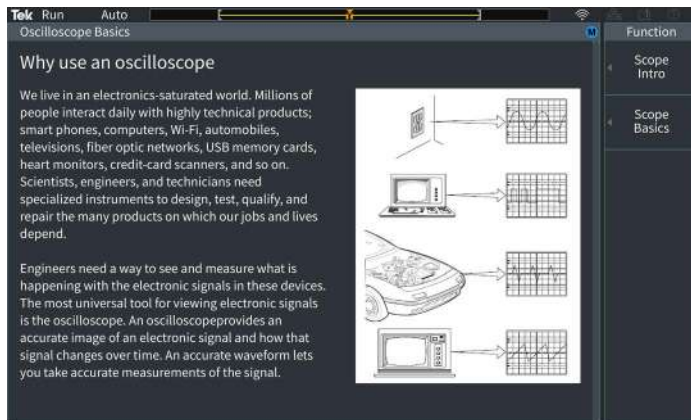 Tek Run Auto
Oscilloscope Basics
M
Function
Why use an oscilloscope
Scope
Intro
Scope
Basics
We live in an electronics-saturated world. Millions of
people interact daily with highly technical products;
smart phones, computers, Wi-Fi, automobiles,
televisions, fiber optic networks, USB memory cards,
heart monitors, credit-card scanners, and so on.
Scientists, engineers, and technicians need
specialized instruments to design, test, qualify, and
repair the many products on which our jobs and lives
depend.
Engineers need a way to see and measure what is
happening with the electronic signals in these devices.
The most universal tool for viewing electronic signals
is the oscilloscope. An oscilloscopeprovides an
accurate image of an electronic signal and how that
signal changes over time. An accurate waveform lets
you take accurate measurements of the signal.